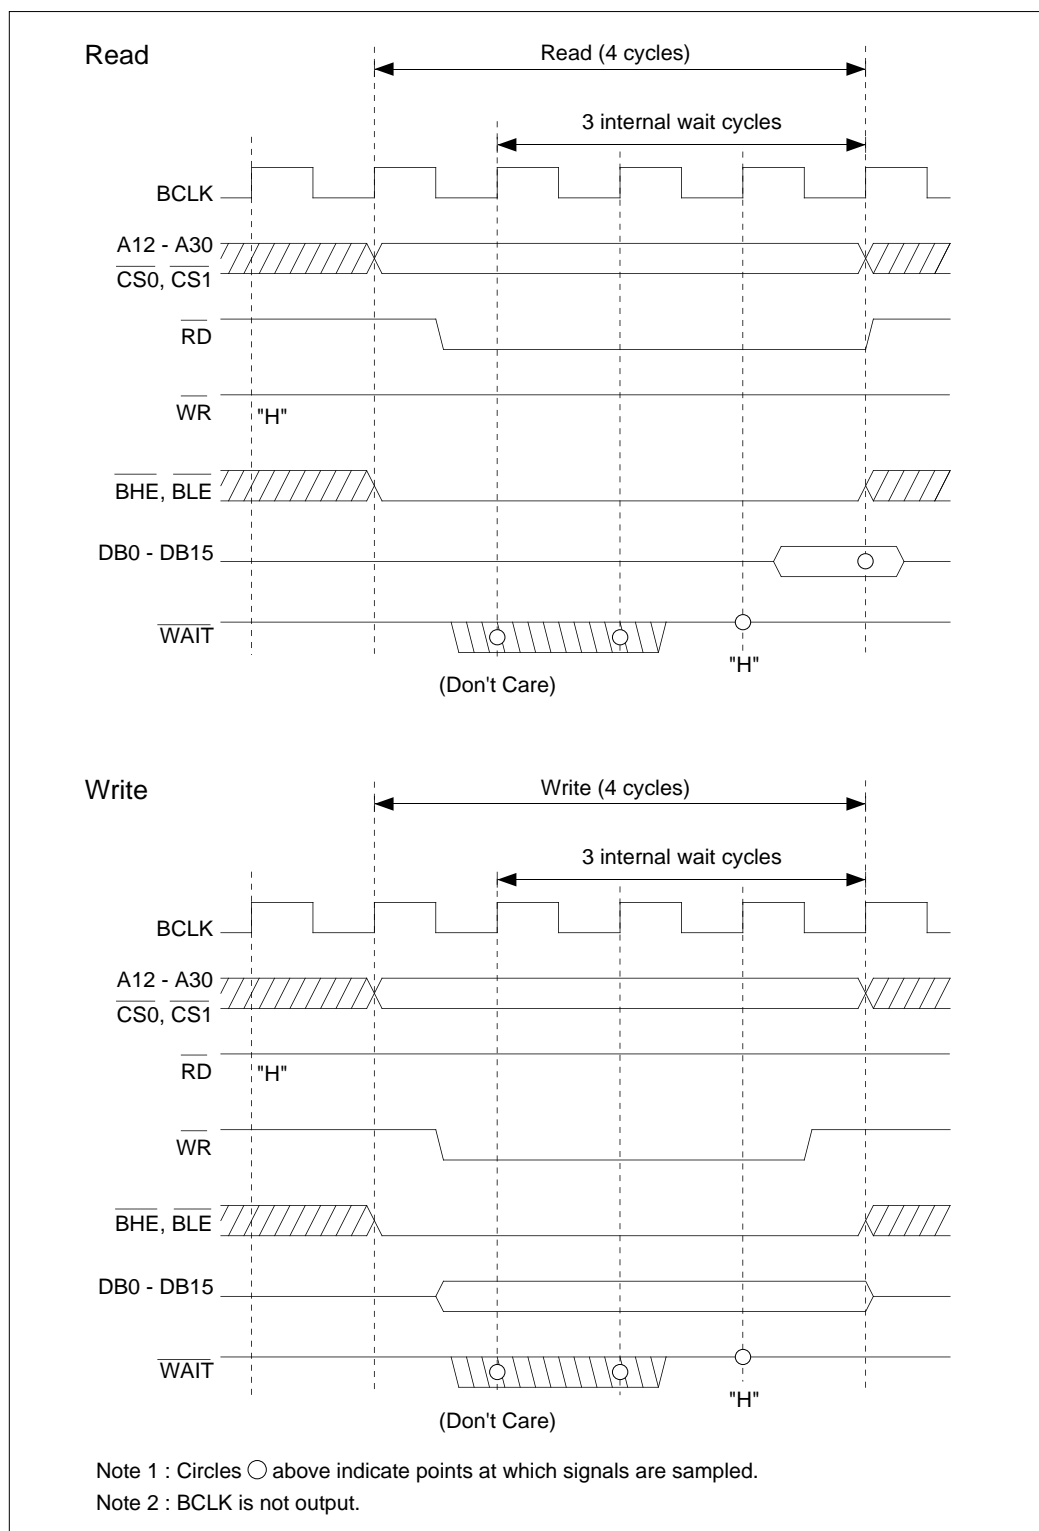 Read
Read (4 cycles)
3 internal wait cycles
BCLK
A12 - A30
CS0, CS1
RD
WR
"H"
BHE, BLE
DB0 - DB15
WAIT
"H"
(Don't Care)
Write
Write (4 cycles)
3 internal wait cycles
BCLK
A12 - A30
CS0, CS1
RD
"H"
WR
BHE, BLE
DB0 - DB15
WAIT
"H"
(Don't Care)
Note 1 : Circles ○ above indicate points at which signals are sampled.
Note 2 : BCLK is not output.